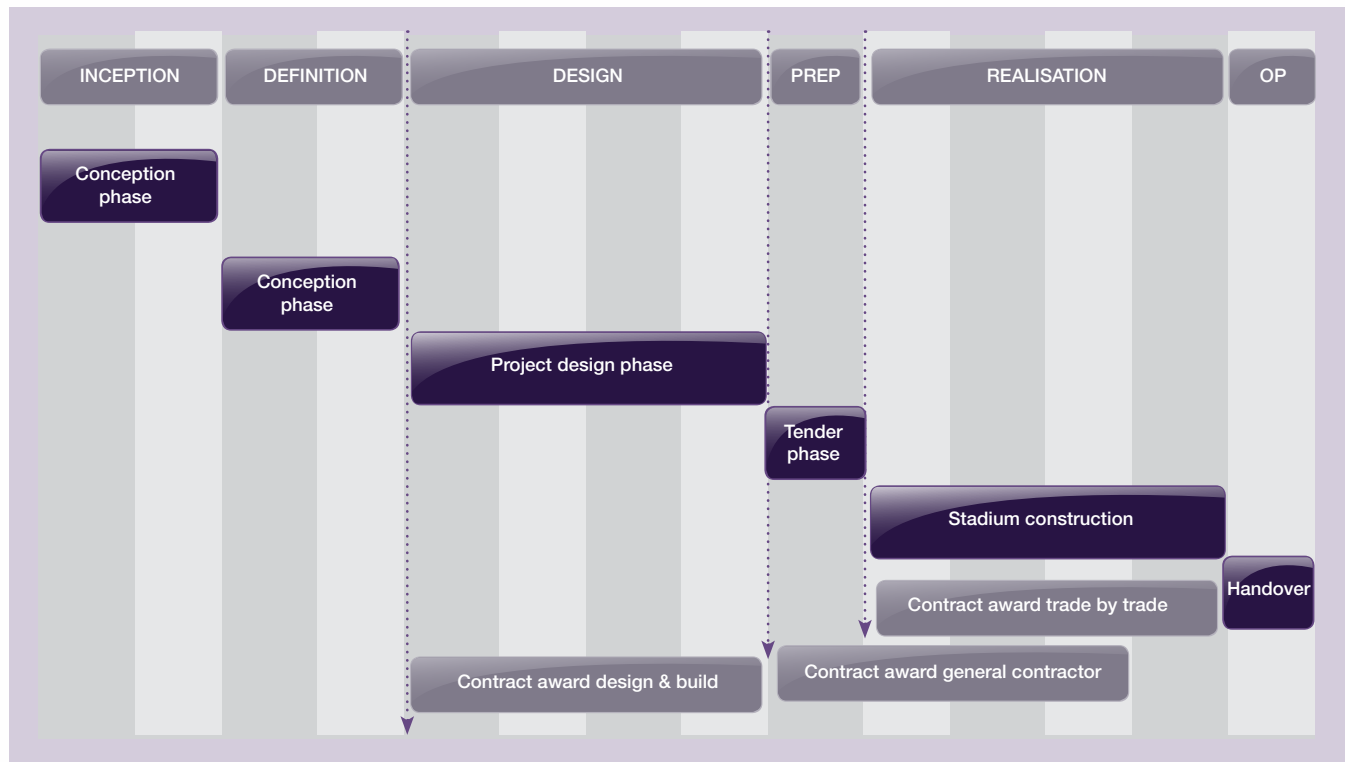 INCEPTION
DEFINITION
DESIGN
PREP
REALISATION
OP
Conception
phase
Conception
phase
Project design phase
Tender
phase
Stadium construction
Handover
Contract award trade by trade
Contract award general contractor
Contract award design & build